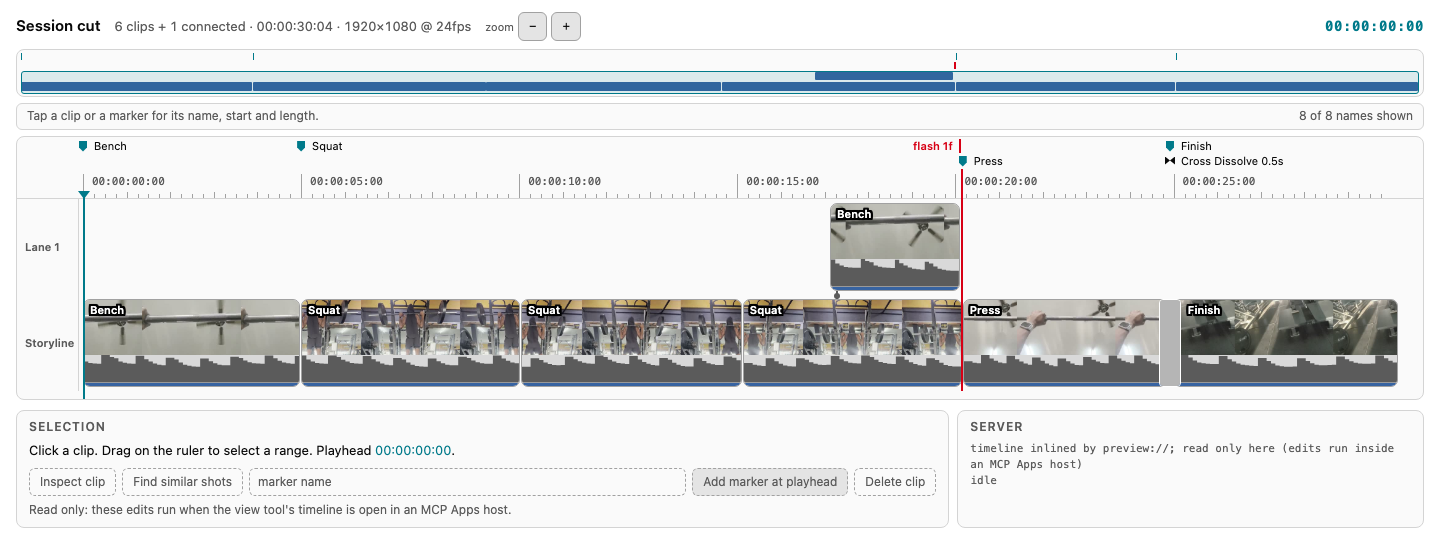 Session cut 6 clips + 1 connected · 00:00:30:04 · 1920×1080 @ 24fps zoom − + 00:00:00:00
Tap a clip or a marker for its name, start and length. 8 of 8 names shown
Bench Squat flash 1f Finish
Press Cross Dissolve 0.5s
00:00:00:00 00:00:05:00 00:00:10:00 00:00:15:00 00:00:20:00 00:00:25:00
Bench
Lane 1
Bench Squat Squat Squat Press Finish
Storyline
SELECTION
Click a clip. Drag on the ruler to select a range. Playhead 00:00:00:00.
Inspect clip Find similar shots marker name Add marker at playhead Delete clip
Read only: these edits run when the view tool's timeline is open in an MCP Apps host.
SERVER
timeline inlined by preview://; read only here (edits run inside
an MCP Apps host)
idle